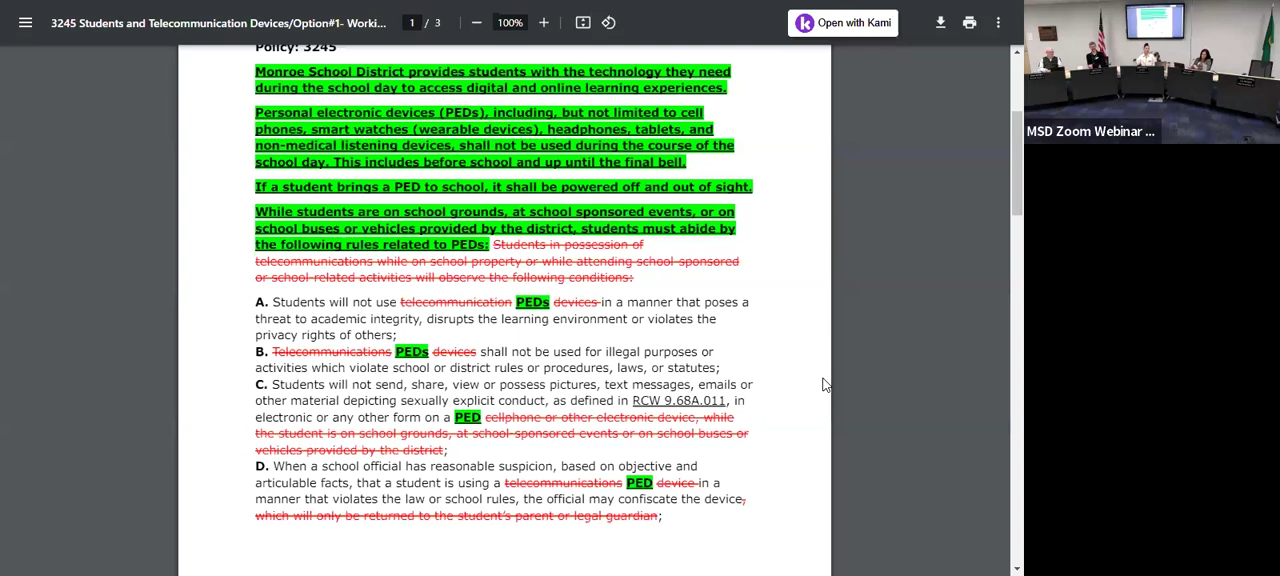 3245 Students and Telecommunication Devices/Option#1- Worki...
1 / 3
100%
Open with Kami
Policy: 3245
Monroe School District provides students with the technology they need
during the school day to access digital and online learning experiences.
Personal electronic devices (PEDs), including, but not limited to cell
phones, smart watches (wearable devices), headphones, tablets, and
non-medical listening devices, shall not be used during the course of the
school day. This includes before school and up until the final bell.
If a student brings a PED to school, it shall be powered off and out of sight.
While students are on school grounds, at school sponsored events, or on
school buses or vehicles provided by the district, students must abide by
the following rules related to PEDs: Students in possession of
telecommunications while on school property or while attending school-sponsored
or school-related activities will observe the following conditions:
A. Students will not use telecommunication PEDs devices in a manner that poses a
threat to academic integrity, disrupts the learning environment or violates the
privacy rights of others;
B. Telecommunications PEDs devices shall not be used for illegal purposes or
activities which violate school or district rules or procedures, laws, or statutes;
C. Students will not send, share, view or possess pictures, text messages, emails or
other material depicting sexually explicit conduct, as defined in RCW 9.68A.011, in
electronic or any other form on a PED cellphone or other electronic device, while
the student is on school grounds, at school-sponsored events or on school buses or
vehicles provided by the district;
D. When a school official has reasonable suspicion, based on objective and
articulable facts, that a student is using a telecommunications PED device in a
manner that violates the law or school rules, the official may confiscate the device,
which will only be returned to the student's parent or legal guardian;
MSD Zoom Webinar ...